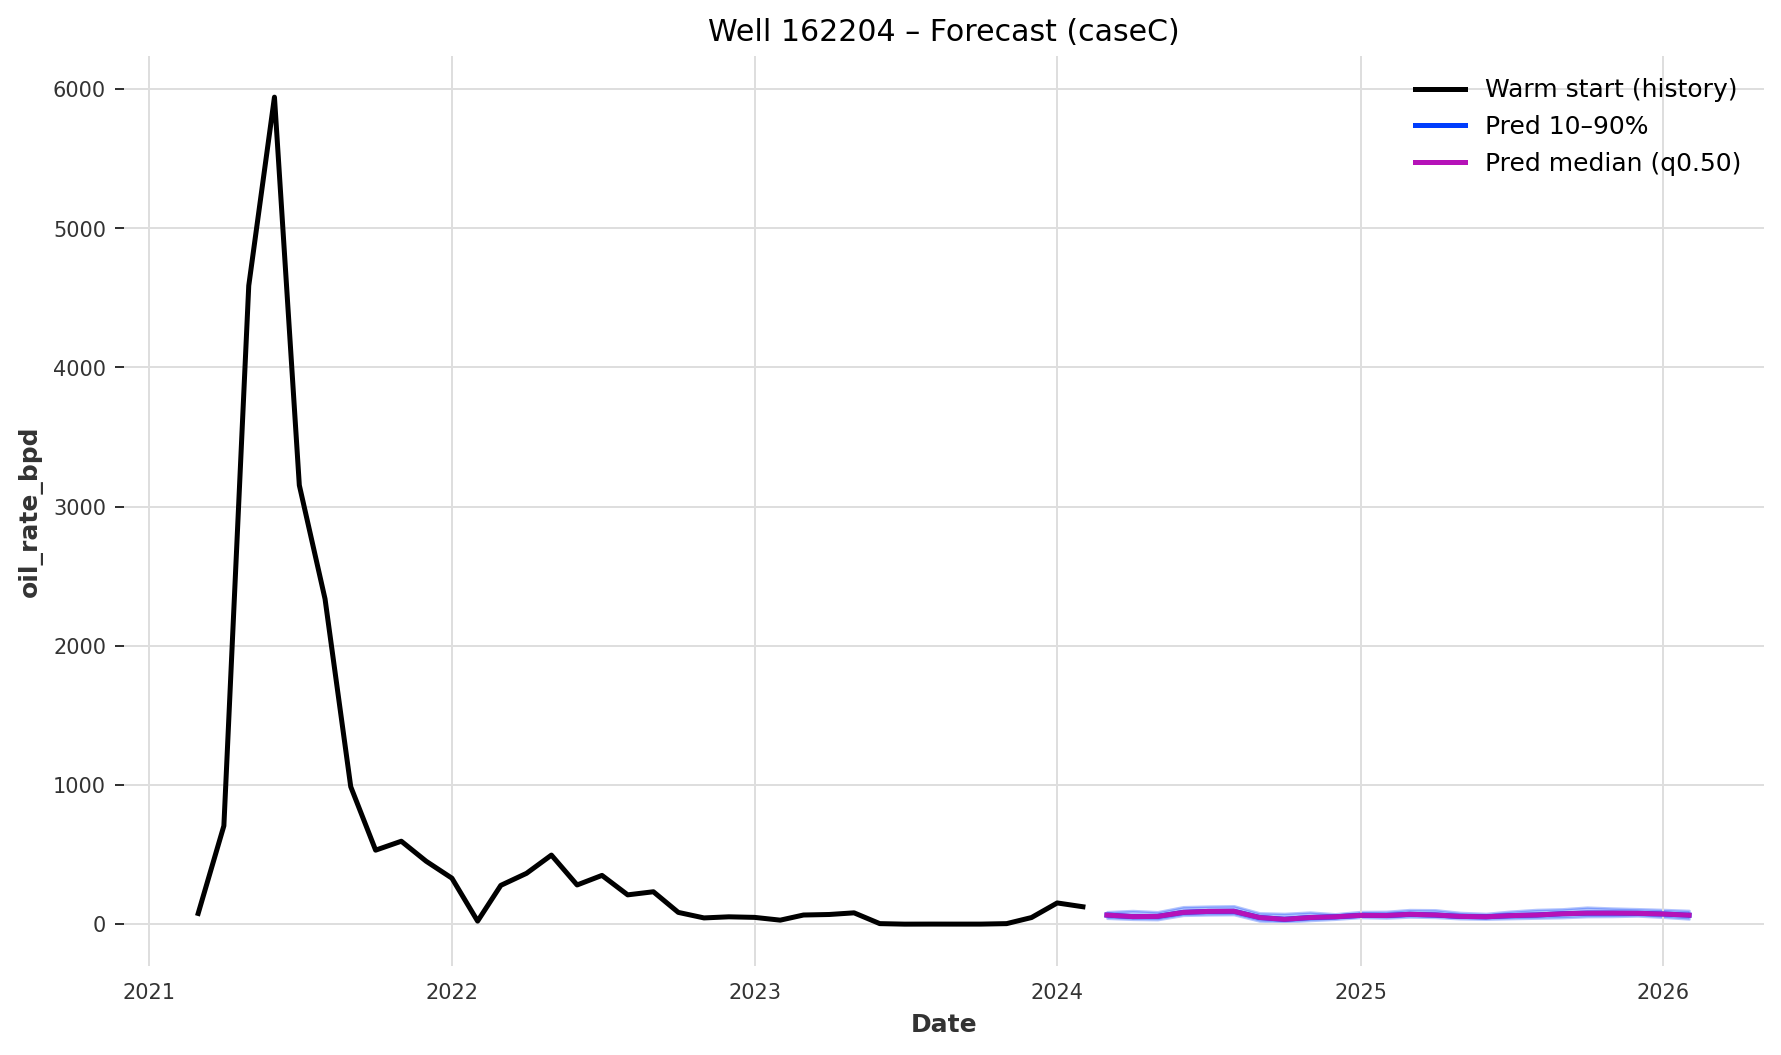 Well 162204 – Forecast (caseC)
Warm start (history)
Pred 10–90%
Pred median (q0.50)
6000
5000
4000
3000
2000
1000
0
oil_rate_bpd
2021 2022 2023 2024 2025 2026
Date